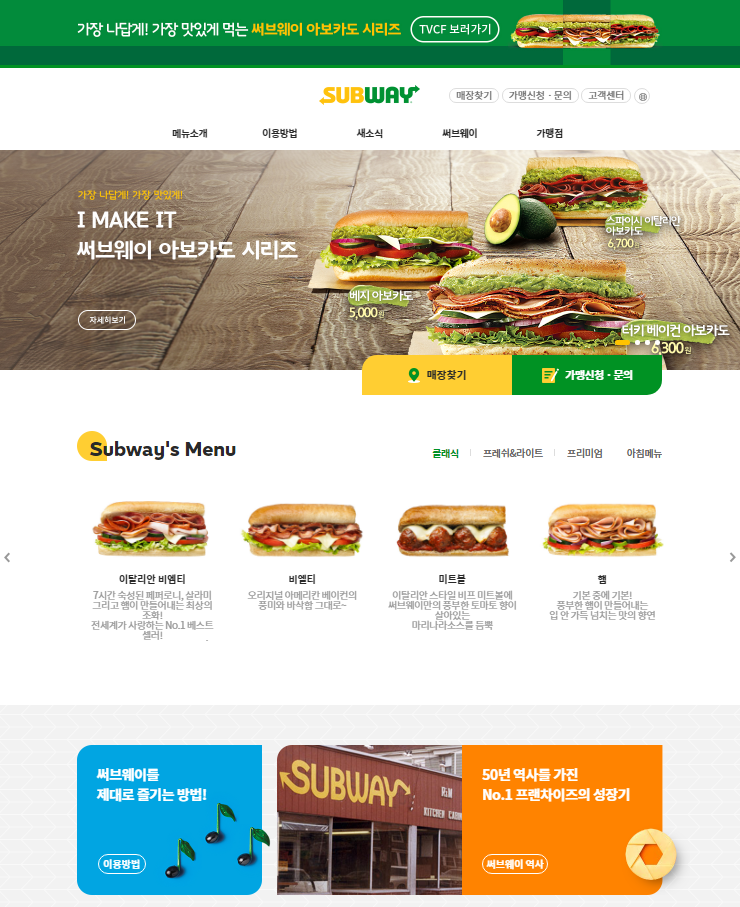 가장 나답게! 가장 맛있게 먹는 써브웨이 아보카도 시리즈 TVCF 보러가기
SUBWAY
매장찾기 가맹신청 · 문의 고객센터
메뉴소개 이용방법 새소식 써브웨이 가맹점
가장 나답게! 가장 맛있게!
I MAKE IT
써브웨이 아보카도 시리즈
자세히보기
스파이시 이탈리안
아보카도
6,700원
베지 아보카도
5,000원
터키 베이컨 아보카도
6,300원
매장찾기 가맹신청 · 문의
Subway's Menu
클래식 프레쉬&라이트 프리미엄 아침메뉴
이탈리안 비엠티
7시간 숙성된 페퍼로니, 살라미
그리고 햄이 만들어내는 최상의
조화!
전세계가 사랑하는 No.1 베스트
셀러!
비엘티
오리지널 아메리칸 베이컨의
풍미와 바삭함 그대로~
미트볼
이탈리안 스타일 비프 미트볼에
써브웨이만의 풍부한 토마토 향이
살아있는
마리나라소스를 듬뿍
햄
기본 중에 기본!
풍부한 햄이 만들어내는
입 안 가득 넘치는 맛의 향연
써브웨이를
제대로 즐기는 방법!
이용방법
SUBWAY
R&M
KITCHEN CABIN
50년 역사를 가진
No.1 프랜차이즈의 성장기
써브웨이 역사